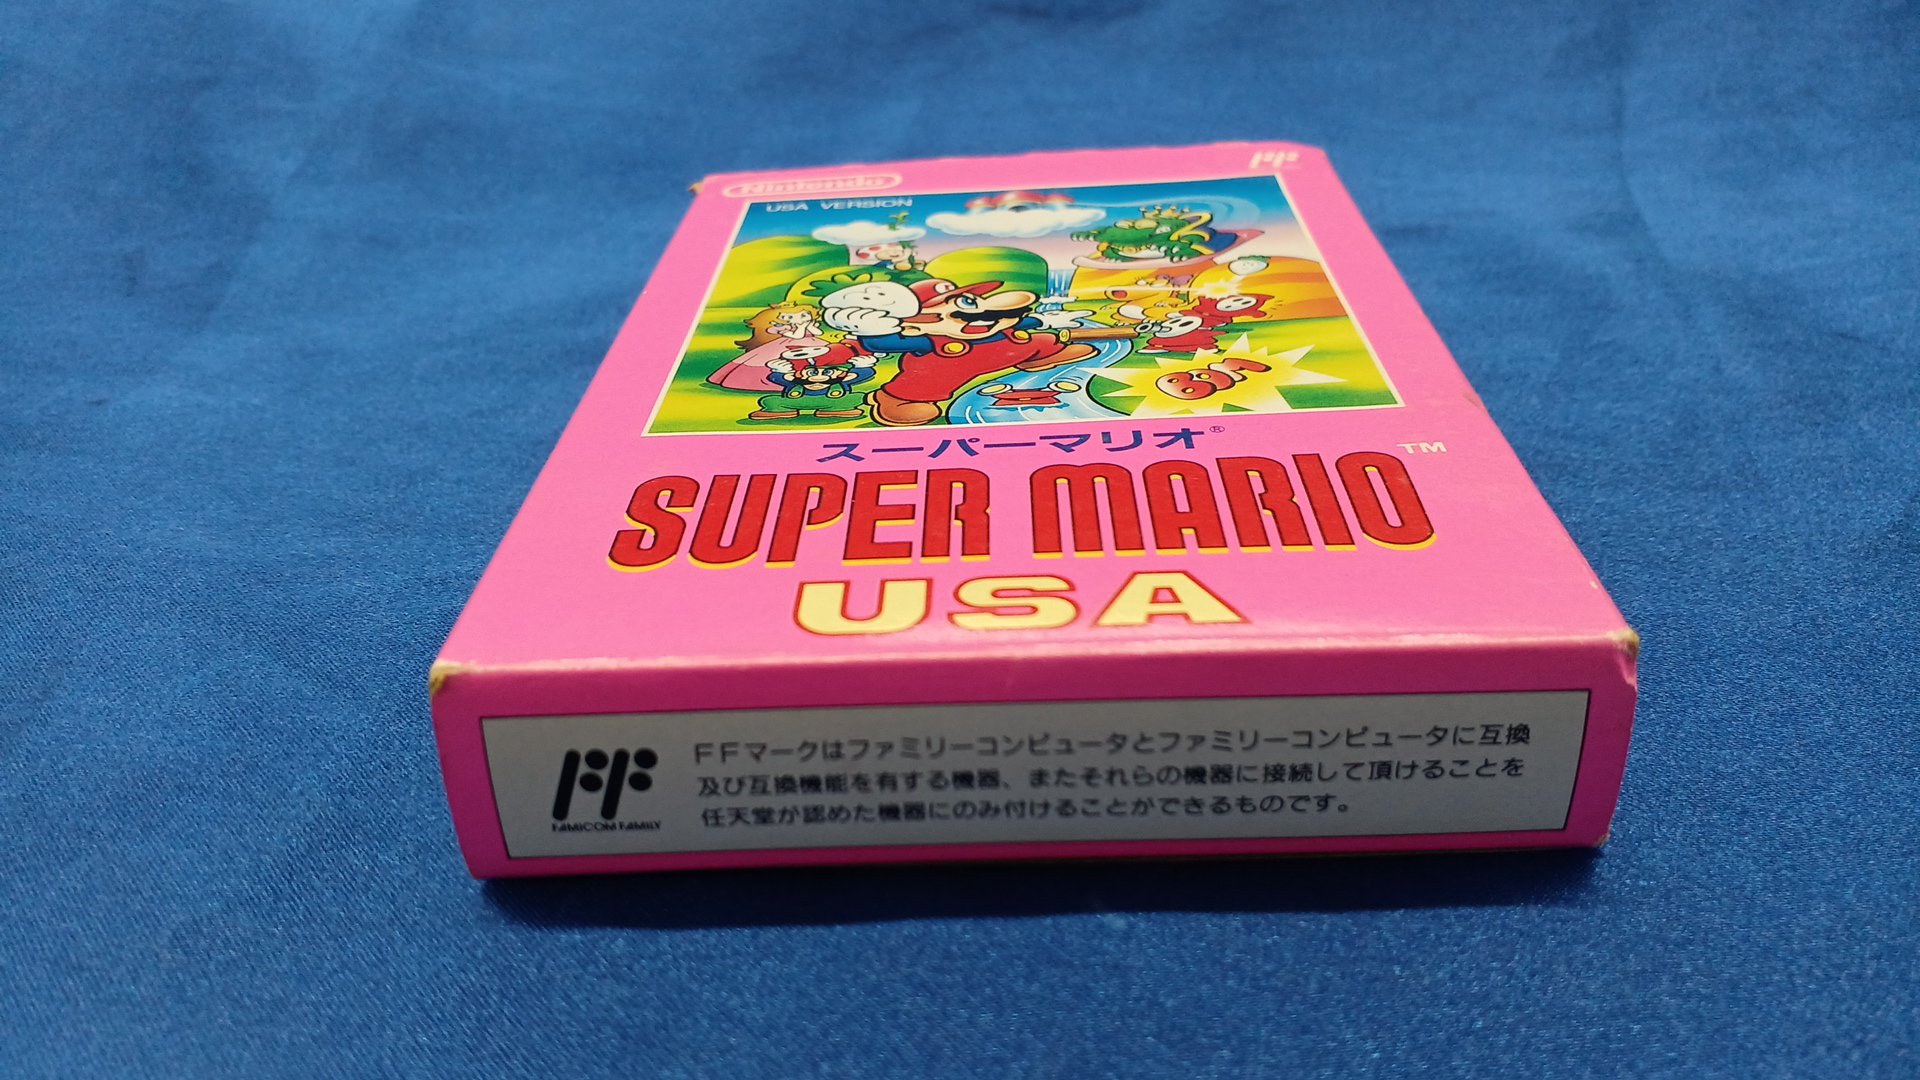 Nintendo
FF
USA VERSION
BOM
スーパーマリオ®
SUPER MARIO™
USA
FF
FAMICOM FAMILY
FFマークはファミリーコンピュータとファミリーコンピュータに互換
及び互換機能を有する機器、またそれらの機器に接続して頂けることを
任天堂が認めた機器にのみ付けることができるものです。